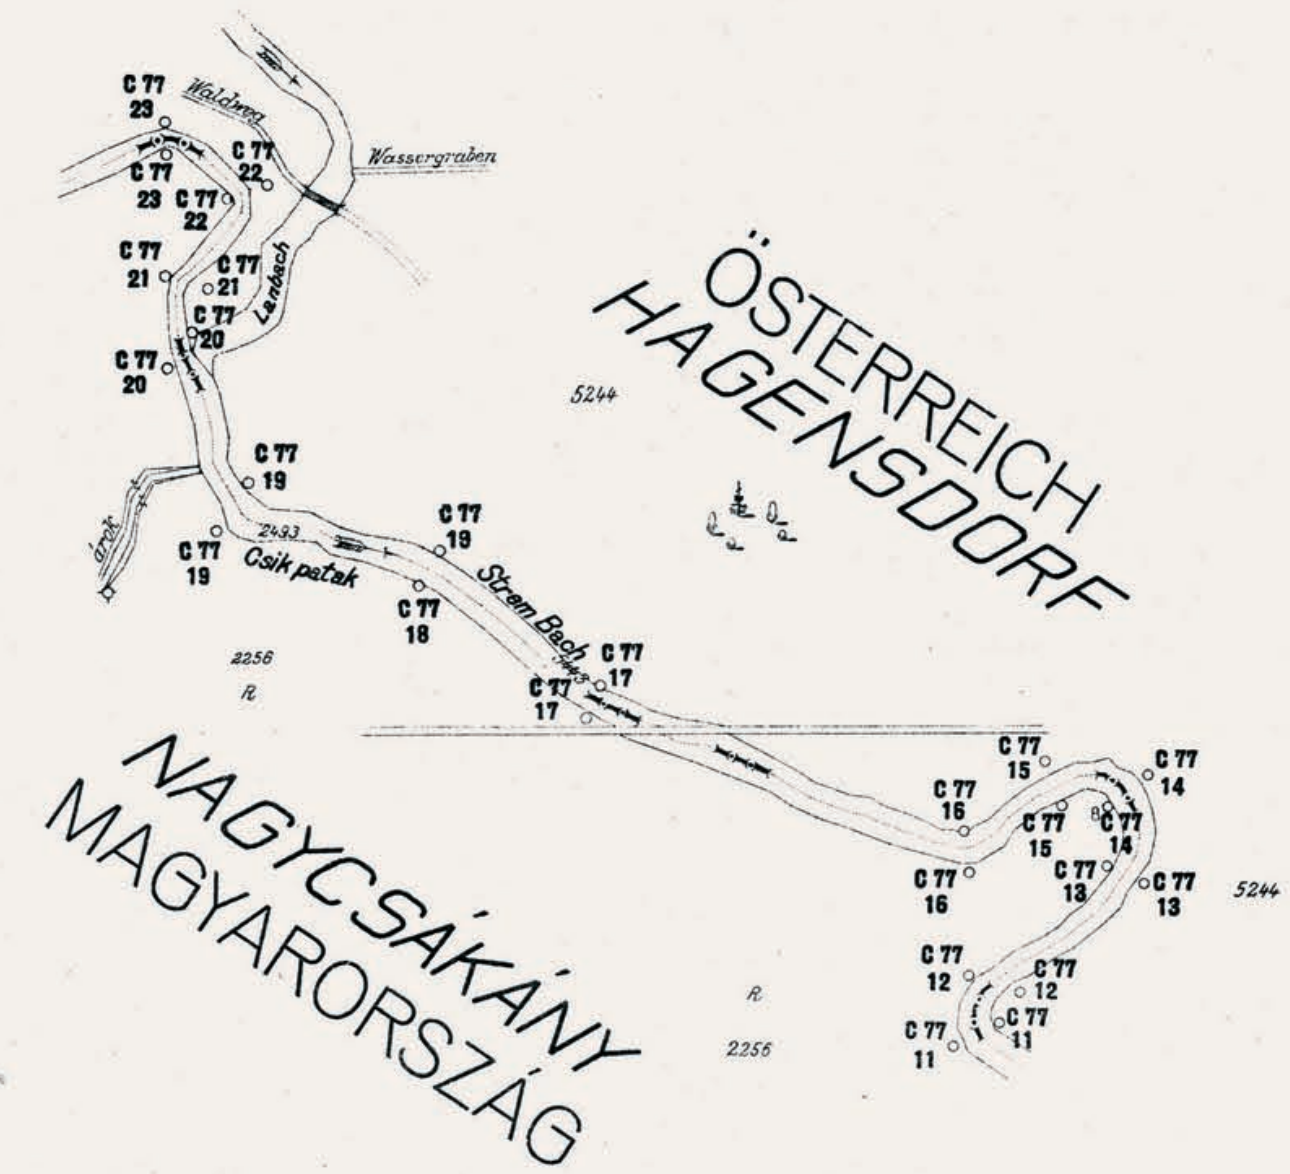 C 77
23
Waldweg
C 77
22
Wassergraben
C 77
23
C 77
22
C 77
21
C 77
21
Lanbach
C 77
20
C 77
20
C 77
19
árok
2493
C 77
19
Csik patak
C 77
19
C 77
18
Strem Bach
5443
C 77
17
C 77
17
5244
ÖSTERREICH
HAGENSDORF
2256
R
NAGYCSÁKÁNY
MAGYARORSZÁG
C 77
15
C 77
14
C 77
16
C 77
15
8
C 77
14
C 77
16
C 77
13
C 77
13
5244
C 77
12
C 77
12
R
C 77
11
C 77
11
2256